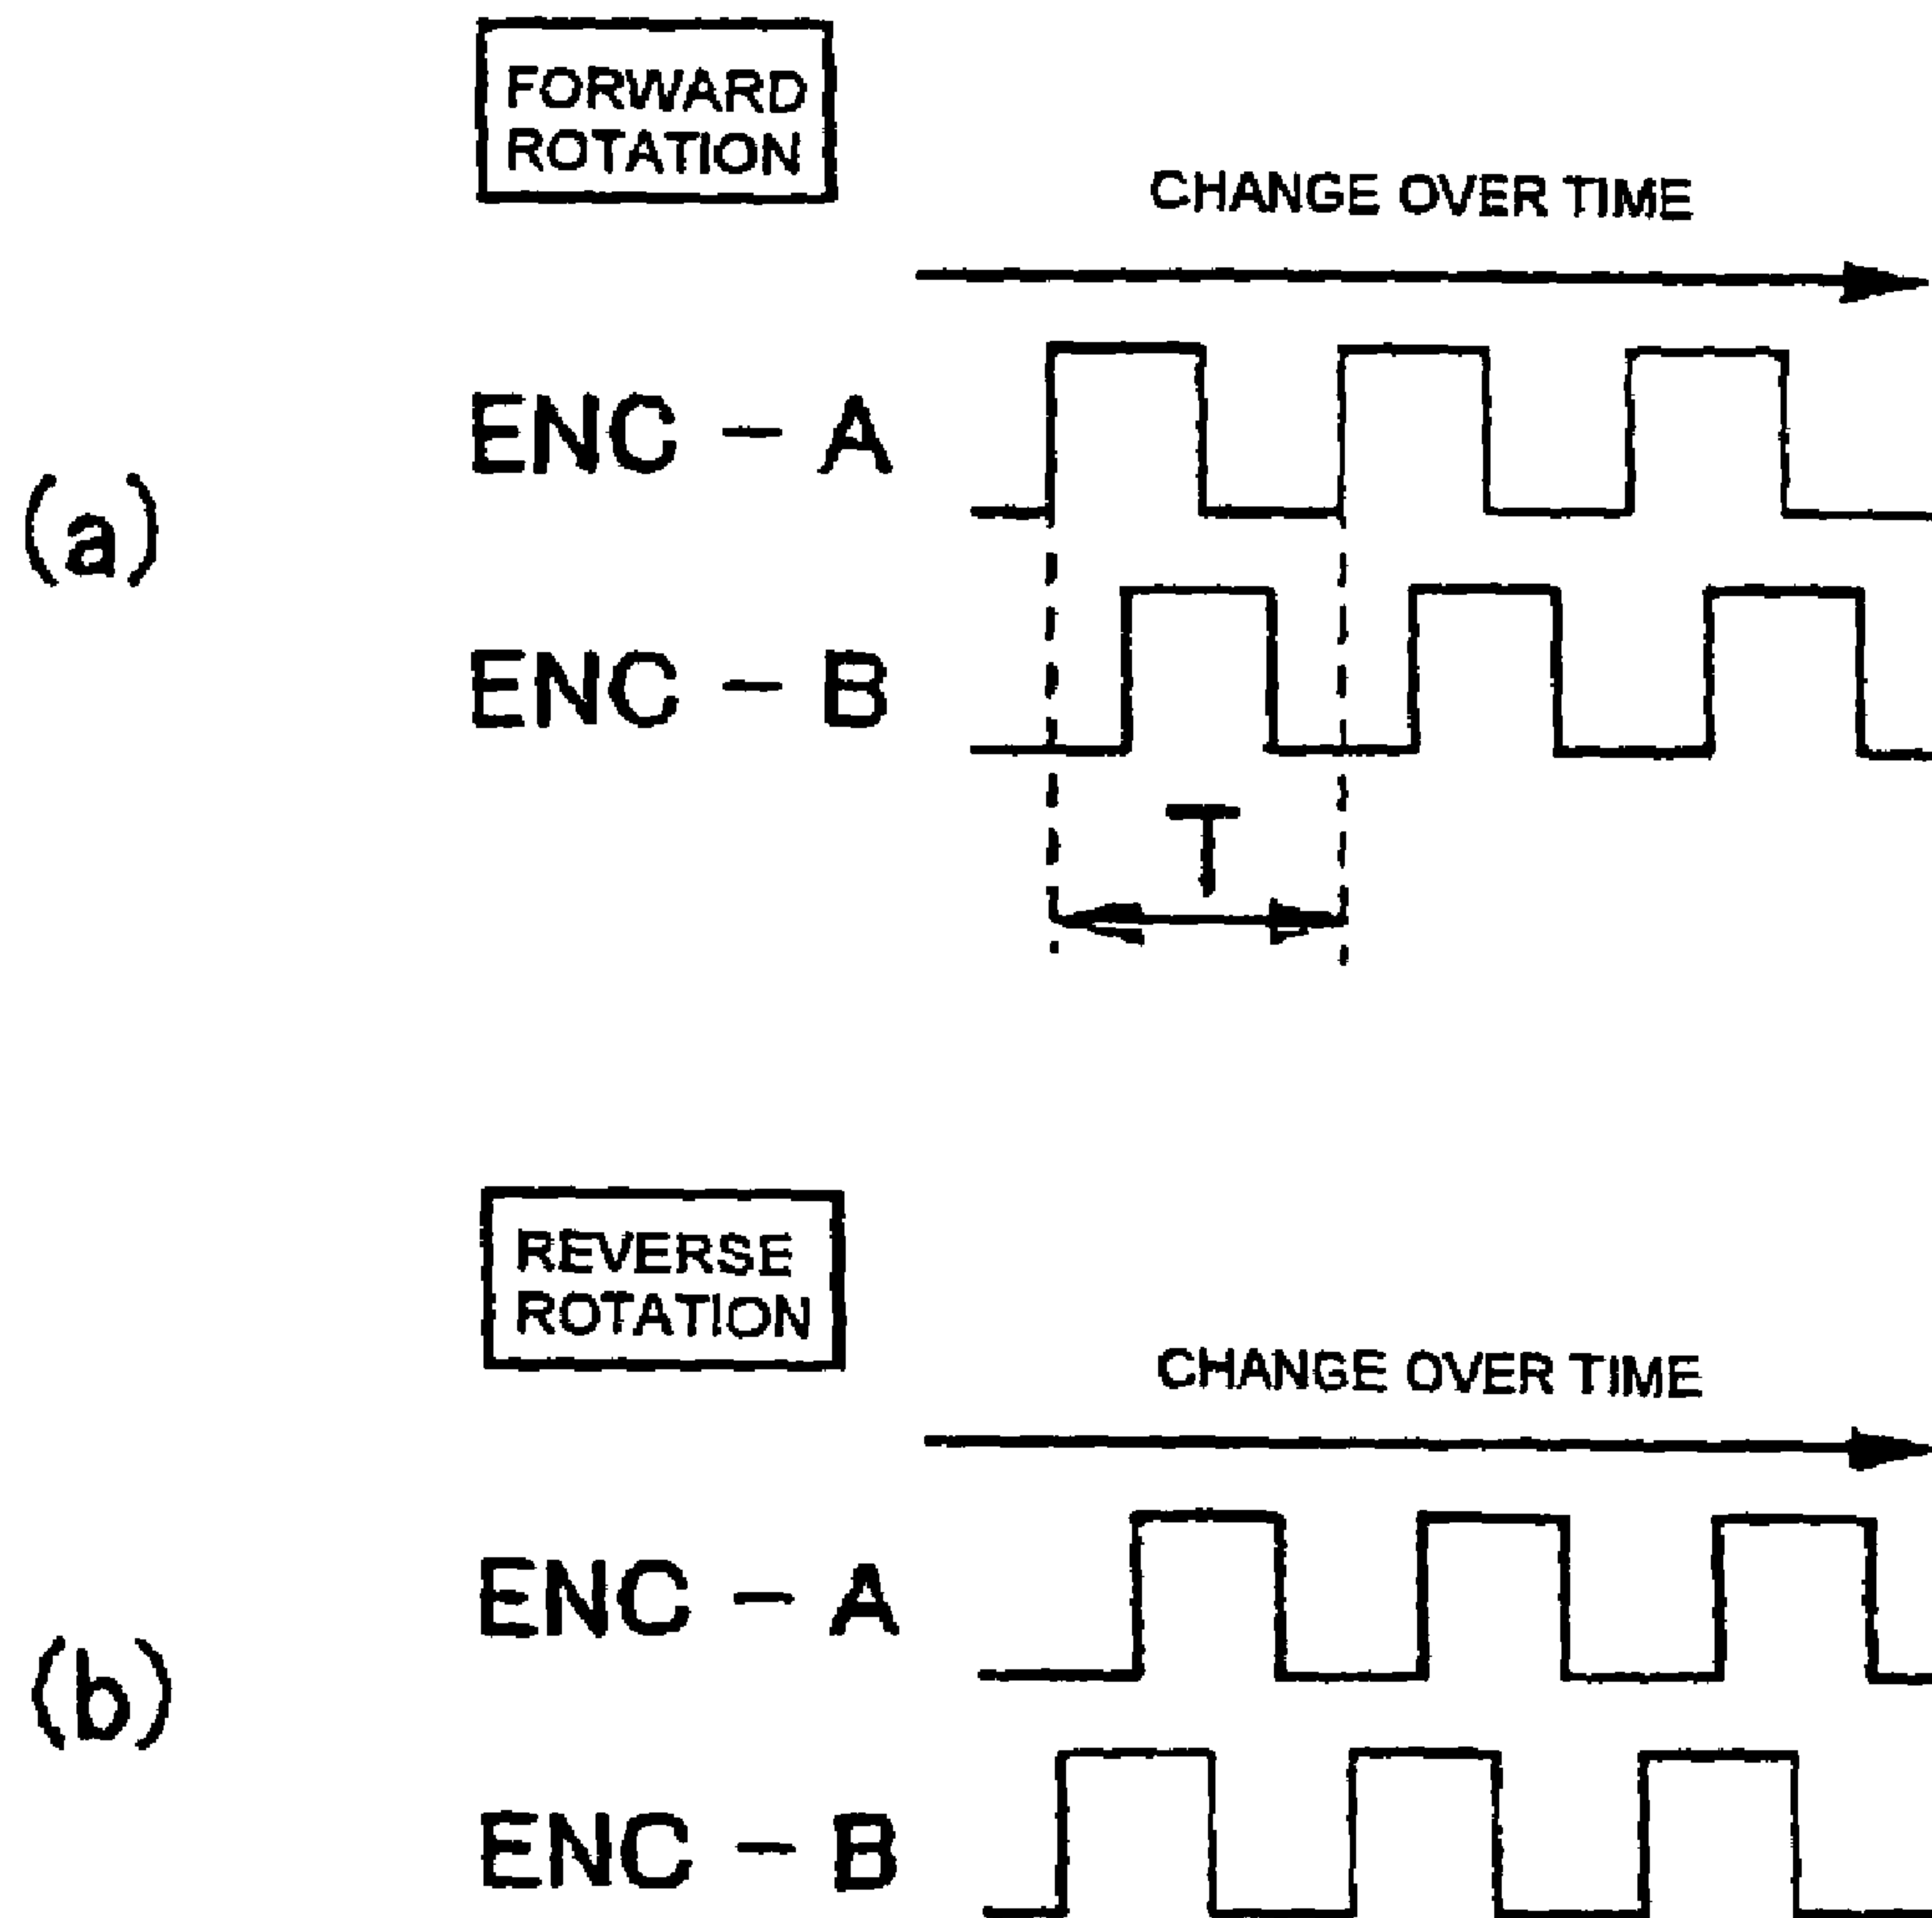 FORWARD
ROTATION
CHANGE OVER TIME
ENC - A
(a)
ENC - B
T
REVERSE
ROTATION
CHANGE OVER TIME
ENC - A
(b)
ENC - B